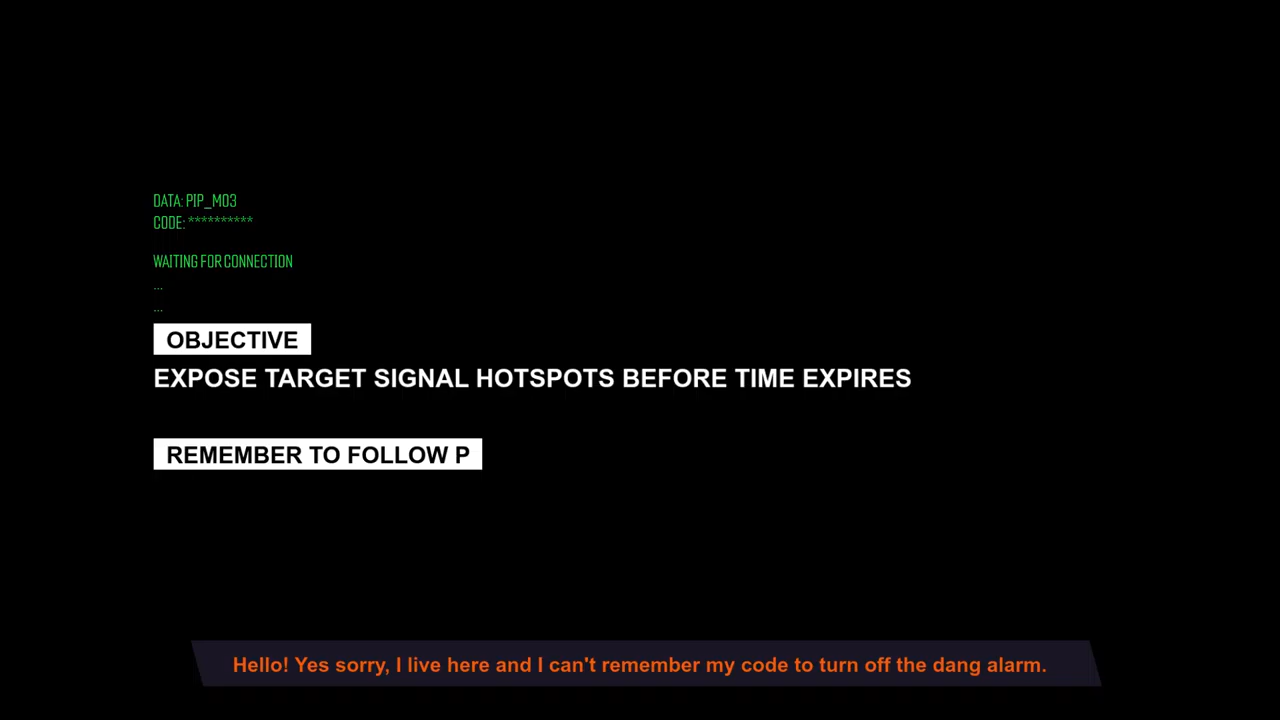 DATA: PIP_M03
CODE: **********
WAITING FOR CONNECTION
...
...
OBJECTIVE
EXPOSE TARGET SIGNAL HOTSPOTS BEFORE TIME EXPIRES
REMEMBER TO FOLLOW P
Hello! Yes sorry, I live here and I can't remember my code to turn off the dang alarm.